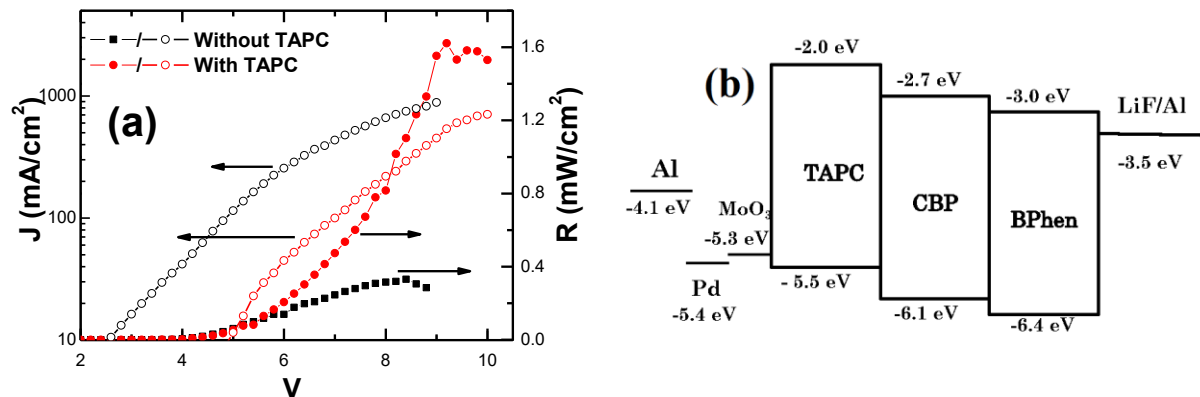 Without TAPC
With TAPC
(a)
J (mA/cm²)
1000
100
10
R (mW/cm²)
1.6
1.2
0.8
0.4
0.0
2 4 6 8 10
V
(b)
-2.0 eV
-2.7 eV
-3.0 eV
LiF/Al
-3.5 eV
TAPC
CBP
BPhen
Al
-4.1 eV
MoO₃
-5.3 eV
Pd
-5.4 eV
- 5.5 eV
-6.1 eV
-6.4 eV